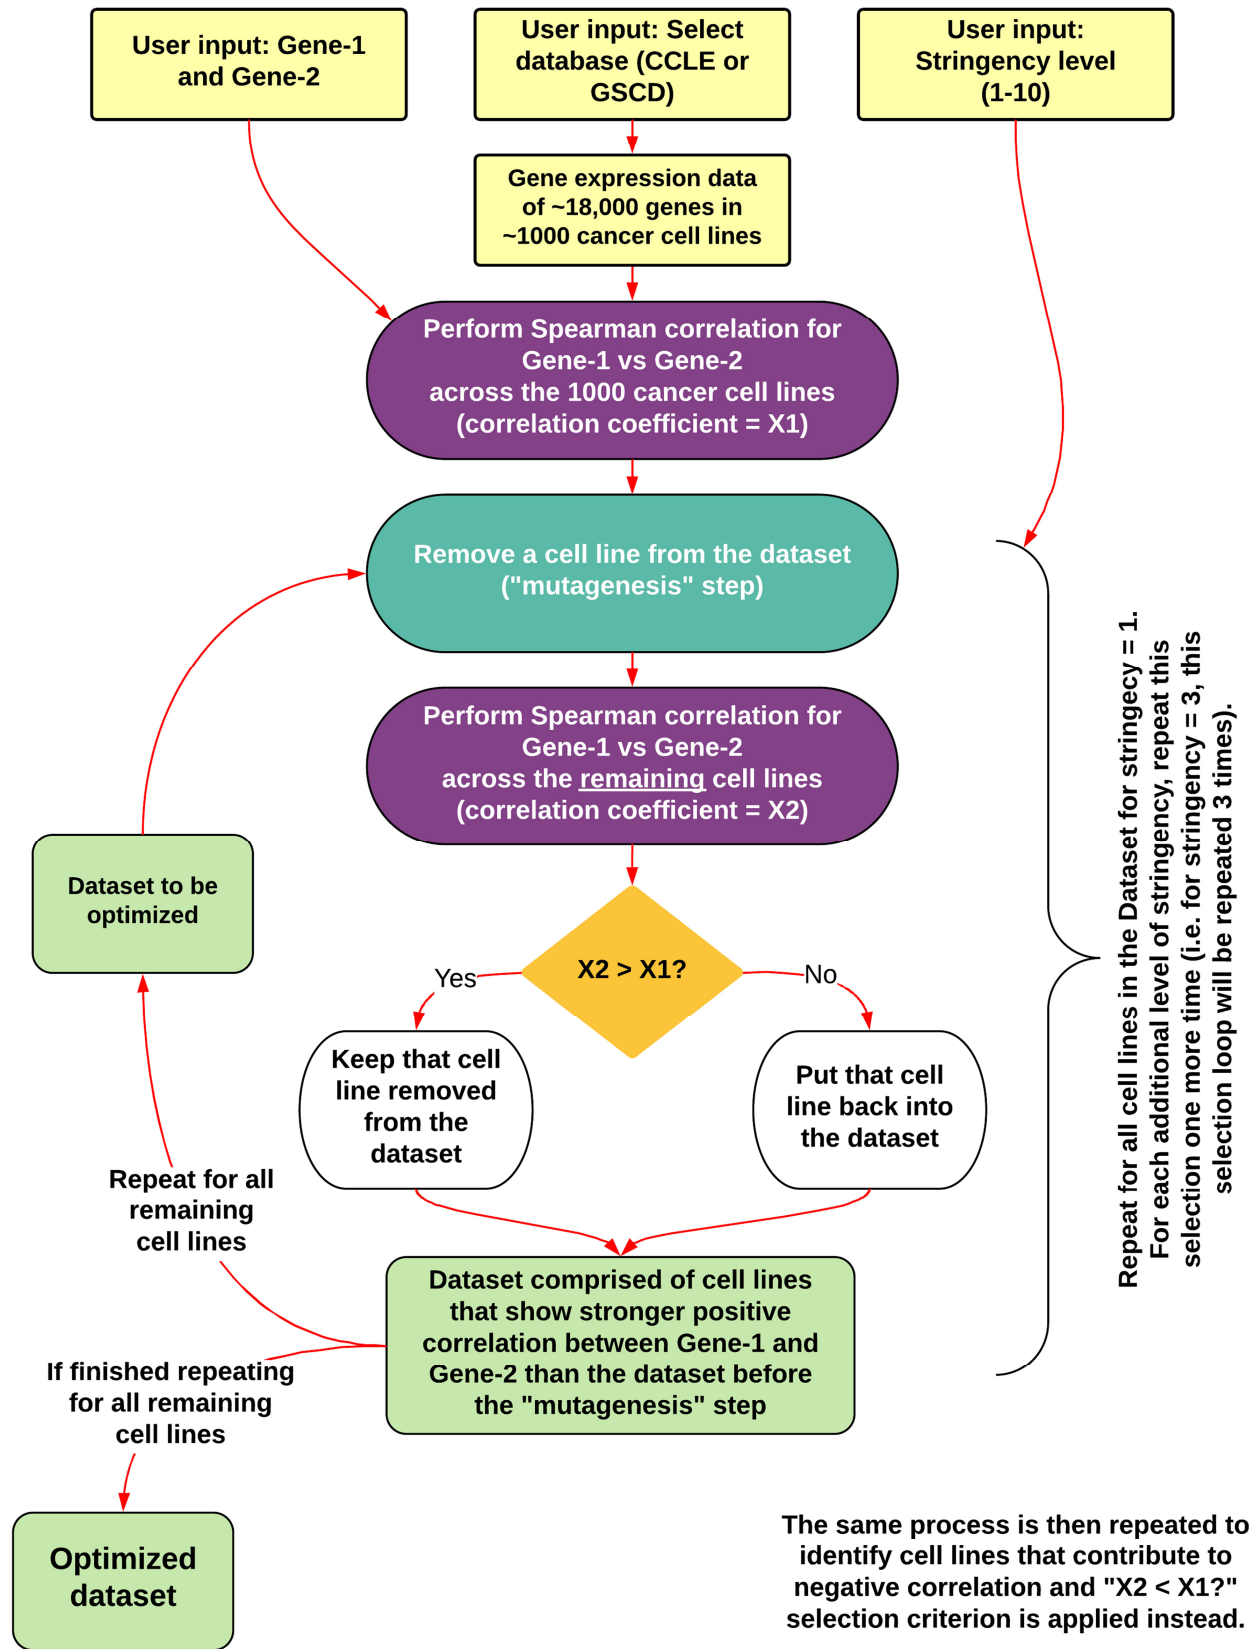 User input: Gene-1
and Gene-2
User input: Select
database (CCLE or
GSCD)
User input:
Stringency level
(1-10)
Gene expression data
of ~18,000 genes in
~1000 cancer cell lines
Perform Spearman correlation for
Gene-1 vs Gene-2
across the 1000 cancer cell lines
(correlation coefficient = X1)
Remove a cell line from the dataset
("mutagenesis" step)
Perform Spearman correlation for
Gene-1 vs Gene-2
across the remaining cell lines
(correlation coefficient = X2)
Dataset to be
optimized
X2 > X1?
Yes
No
Keep that cell
line removed
from the
dataset
Put that cell
line back into
the dataset
Repeat for all
remaining
cell lines
Dataset comprised of cell lines
that show stronger positive
correlation between Gene-1 and
Gene-2 than the dataset before
the "mutagenesis" step
If finished repeating
for all remaining
cell lines
Optimized
dataset
Repeat for all cell lines in the Dataset for stringecy = 1.
For each additional level of stringency, repeat this
selection one more time (i.e. for stringency = 3, this
selection loop will be repeated 3 times).
The same process is then repeated to
identify cell lines that contribute to
negative correlation and "X2 < X1?"
selection criterion is applied instead.